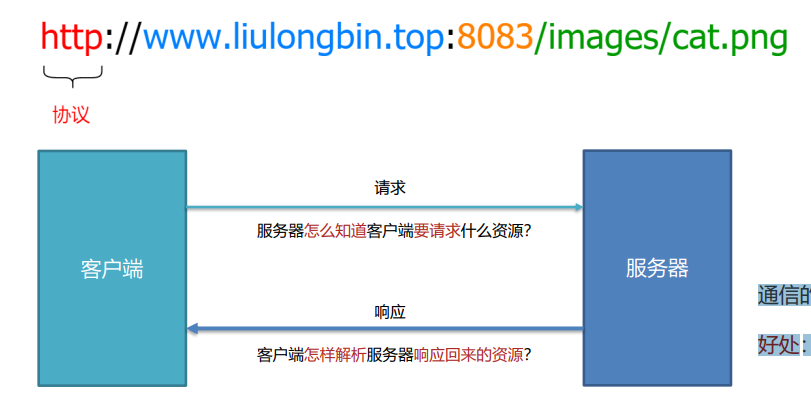 http://www.liulongbin.top:8083/images/cat.png
协议
请求
服务器怎么知道客户端要请求什么资源?
客户端
服务器
响应
客户端怎样解析服务器响应回来的资源?
通信的
好处: